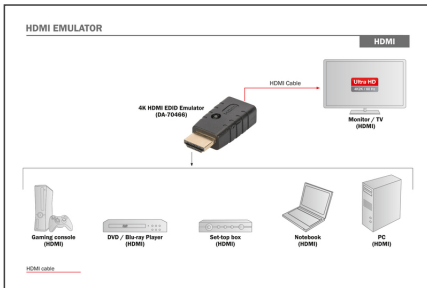 HDMI EMULATOR
HDMI
HDMI Cable
Ultra HD
4K HDMI EDID Emulator
(DA-70466)
Monitor / TV
(HDMI)
Gaming console
(HDMI)
DVD / Blu-ray Player
(HDMI)
Set-top box
(HDMI)
Notebook
(HDMI)
PC
(HDMI)
HDMI cable